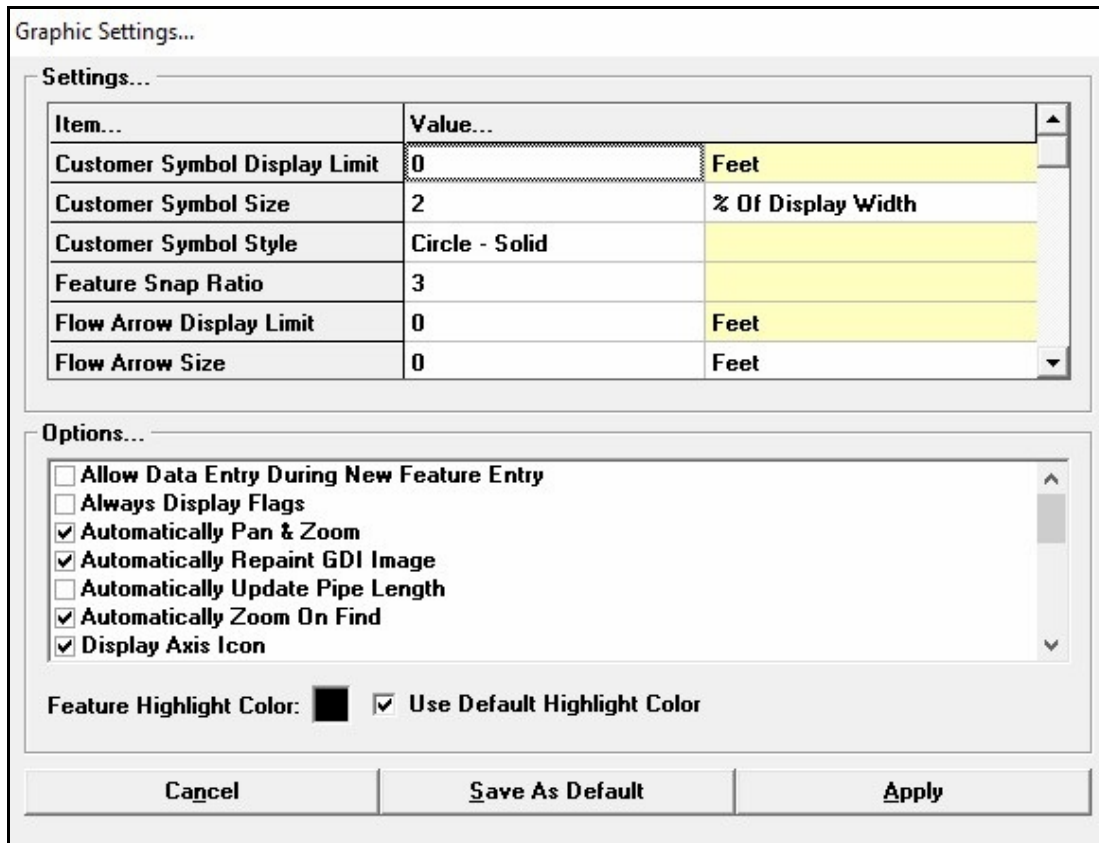 Graphic Settings...
Settings...
Item... Value...
Customer Symbol Display Limit 0 Feet
Customer Symbol Size 2 % Of Display Width
Customer Symbol Style Circle - Solid
Feature Snap Ratio 3
Flow Arrow Display Limit 0 Feet
Flow Arrow Size 0 Feet
Options...
Allow Data Entry During New Feature Entry
Always Display Flags
Automatically Pan & Zoom
Automatically Repaint GDI Image
Automatically Update Pipe Length
Automatically Zoom On Find
Display Axis Icon
Feature Highlight Color: Use Default Highlight Color
Cancel Save As Default Apply